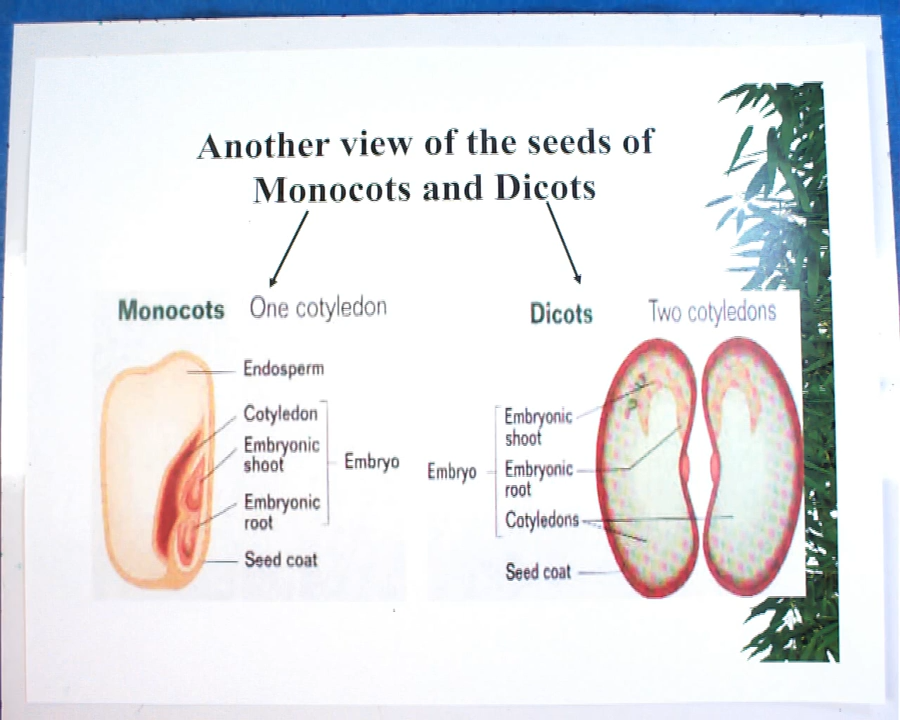 Another view of the seeds of
Monocots and Dicots
Monocots
One cotyledon
Endosperm
Cotyledon
Embryonic
shoot
Embryonic
root
Seed coat
Embryo
Dicots
Two cotyledons
Embryo
Embryonic
shoot
Embryonic
root
Cotyledons
Seed coat